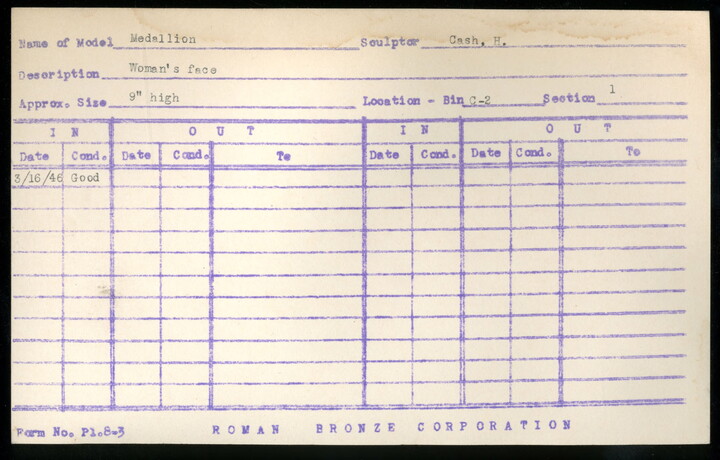 Name of Model Medallion Sculptor Cash, H.
Description Woman's face
Approx. Size 9" high Location - Bin C-2 Section 1
IN OUT IN OUT
Date Cond. Date Cond. To Date Cond. Date Cond. To
3/16/46 Good
Form No. P1.8-3 ROMAN BRONZE CORPORATION